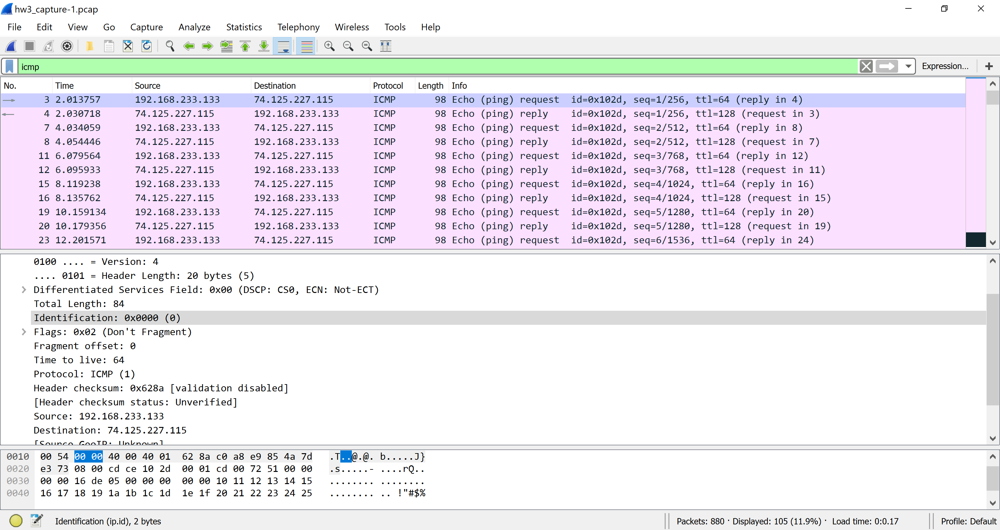 hw3_capture-1.pcap
File Edit View Go Capture Analyze Statistics Telephony Wireless Tools Help
icmp Expression... +
No. Time Source Destination Protocol Length Info
3 2.013757 192.168.233.133 74.125.227.115 ICMP 98 Echo (ping) request id=0x102d, seq=1/256, ttl=64 (reply in 4)
4 2.030718 74.125.227.115 192.168.233.133 ICMP 98 Echo (ping) reply id=0x102d, seq=1/256, ttl=128 (request in 3)
7 4.034059 192.168.233.133 74.125.227.115 ICMP 98 Echo (ping) request id=0x102d, seq=2/512, ttl=64 (reply in 8)
8 4.054446 74.125.227.115 192.168.233.133 ICMP 98 Echo (ping) reply id=0x102d, seq=2/512, ttl=128 (request in 7)
11 6.079564 192.168.233.133 74.125.227.115 ICMP 98 Echo (ping) request id=0x102d, seq=3/768, ttl=64 (reply in 12)
12 6.095933 74.125.227.115 192.168.233.133 ICMP 98 Echo (ping) reply id=0x102d, seq=3/768, ttl=128 (request in 11)
15 8.119238 192.168.233.133 74.125.227.115 ICMP 98 Echo (ping) request id=0x102d, seq=4/1024, ttl=64 (reply in 16)
16 8.135762 74.125.227.115 192.168.233.133 ICMP 98 Echo (ping) reply id=0x102d, seq=4/1024, ttl=128 (request in 15)
19 10.159134 192.168.233.133 74.125.227.115 ICMP 98 Echo (ping) request id=0x102d, seq=5/1280, ttl=64 (reply in 20)
20 10.179356 74.125.227.115 192.168.233.133 ICMP 98 Echo (ping) reply id=0x102d, seq=5/1280, ttl=128 (request in 19)
23 12.201571 192.168.233.133 74.125.227.115 ICMP 98 Echo (ping) request id=0x102d, seq=6/1536, ttl=64 (reply in 24)
0100 .... = Version: 4
.... 0101 = Header Length: 20 bytes (5)
Differentiated Services Field: 0x00 (DSCP: CS0, ECN: Not-ECT)
Total Length: 84
Identification: 0x0000 (0)
Flags: 0x02 (Don't Fragment)
Fragment offset: 0
Time to live: 64
Protocol: ICMP (1)
Header checksum: 0x628a [validation disabled]
[Header checksum status: Unverified]
Source: 192.168.233.133
Destination: 74.125.227.115
[Source GeoIP: Unknown]
0010 00 54 00 00 40 00 40 01 62 8a c0 a8 e9 85 4a 7d .T..@.@. b.....J}
0020 e3 73 08 00 cd ce 10 2d 00 01 cd 00 72 51 00 00 .s.....- ....rQ..
0030 00 00 16 de 05 00 00 00 00 00 10 11 12 13 14 15 ........ ........
0040 16 17 18 19 1a 1b 1c 1d 1e 1f 20 21 22 23 24 25 ........ .. !"#$%
Identification (ip.id), 2 bytes Packets: 880 · Displayed: 105 (11.9%) · Load time: 0:0.17 Profile: Default